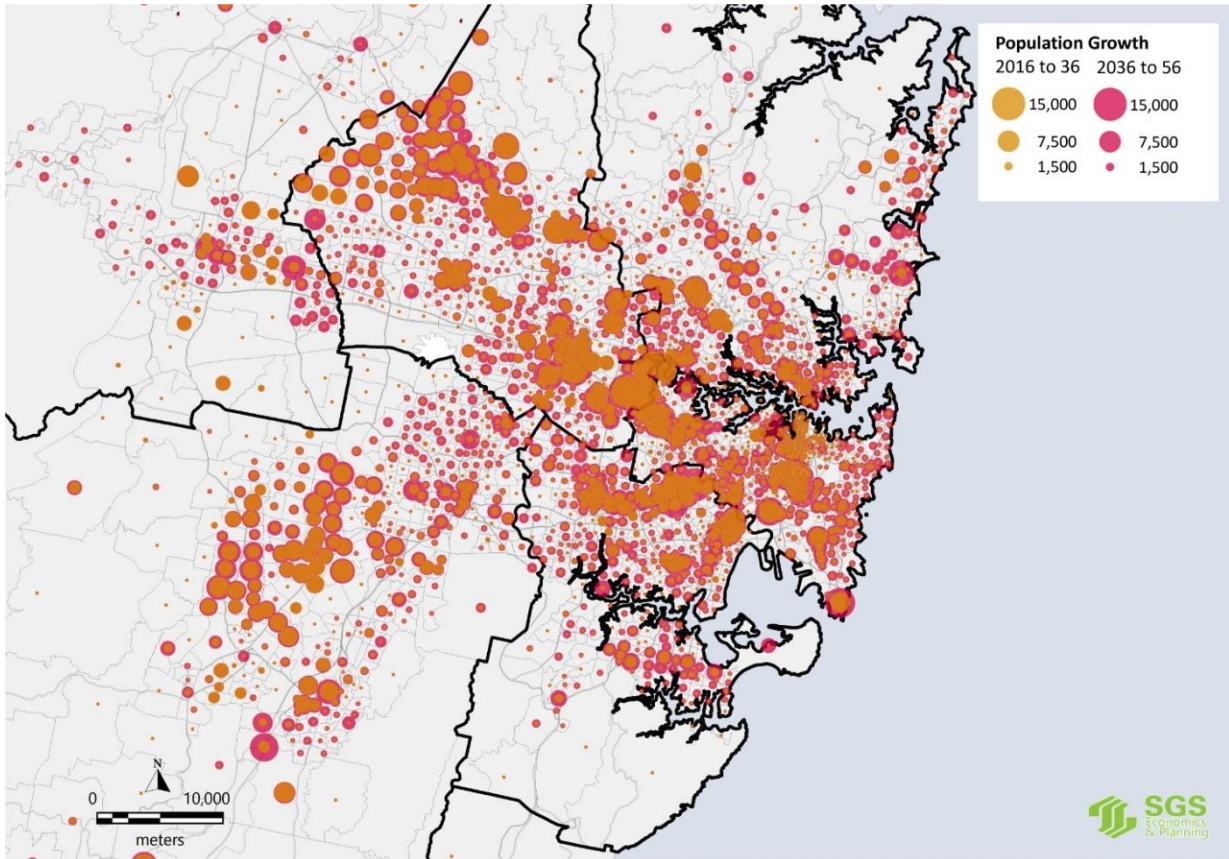 Population Growth
2016 to 36 2036 to 56
15,000 15,000
7,500 7,500
1,500 1,500
N
0 10,000
meters
SGS
Economics
& Planning